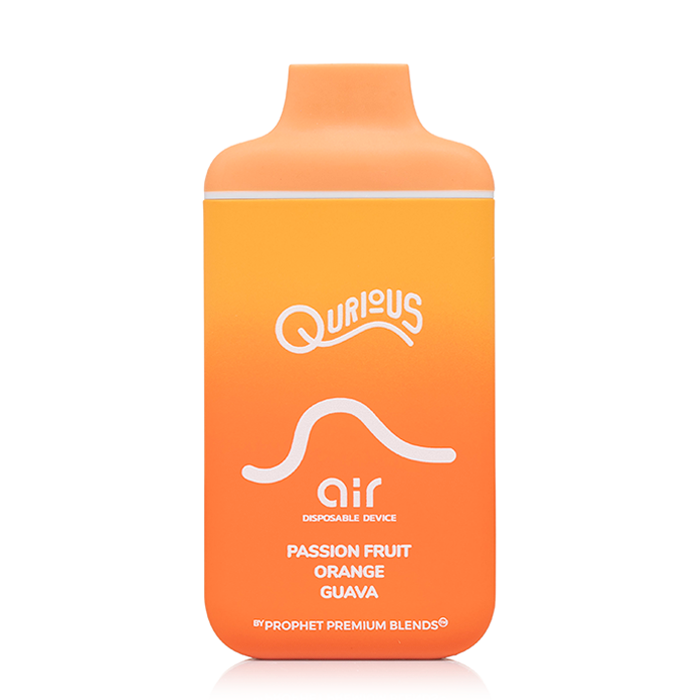 QURIOUS
air
DISPOSABLE DEVICE
PASSION FRUIT
ORANGE
GUAVA
BY PROPHET PREMIUM BLENDS